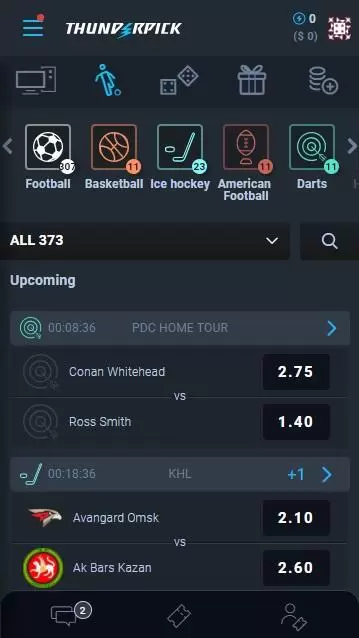 THUNDERPICK
0
($ 0)
307
11
23
11
11
Football
Basketball
Ice hockey
American
Football
Darts
ALL 373
Upcoming
00:08:36 PDC HOME TOUR
Conan Whitehead 2.75
vs
Ross Smith 1.40
00:18:36 KHL +1
Avangard Omsk 2.10
vs
Ak Bars Kazan 2.60
2